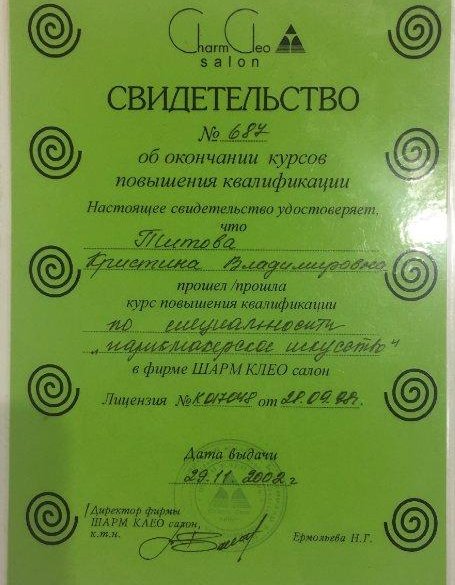 Charm Cleo
salon
СВИДЕТЕЛЬСТВО
№ 687
об окончании курсов
повышения квалификации
Настоящее свидетельство удостоверяет,
что
Титова
Кристина Владимировна
прошел /прошла
курс повышения квалификации
по специальности
„парикмахерское искусство"
в фирме ШАРМ КЛЕО салон
Лицензия №К017048 от 28.09.98г.
Дата выдачи
29.11 2002 г
Директор фирмы
ШАРМ КЛЕО салон,
к.т.н.
Ермольева Н.Г.